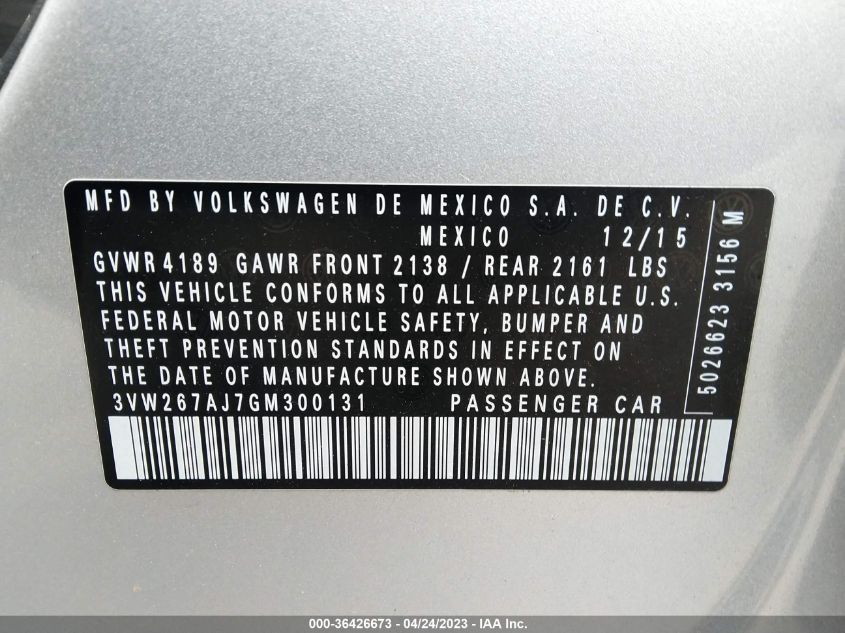 MFD BY VOLKSWAGEN DE MEXICO S.A. DE C.V.
MEXICO 12/15
GVWR 4189 GAWR FRONT 2138 / REAR 2161 LBS
THIS VEHICLE CONFORMS TO ALL APPLICABLE U.S.
FEDERAL MOTOR VEHICLE SAFETY, BUMPER AND
THEFT PREVENTION STANDARDS IN EFFECT ON
THE DATE OF MANUFACTURE SHOWN ABOVE.
3VW267AJ7GM300131 PASSENGER CAR
5026623 3156 M
000-36426673 - 04/24/2023 - IAA Inc.